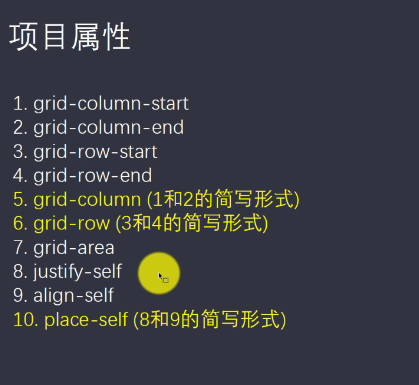 项目属性
1. grid-column-start
2. grid-column-end
3. grid-row-start
4. grid-row-end
5. grid-column (1和2的简写形式)
6. grid-row (3和4的简写形式)
7. grid-area
8. justify-self
9. align-self
10. place-self (8和9的简写形式)